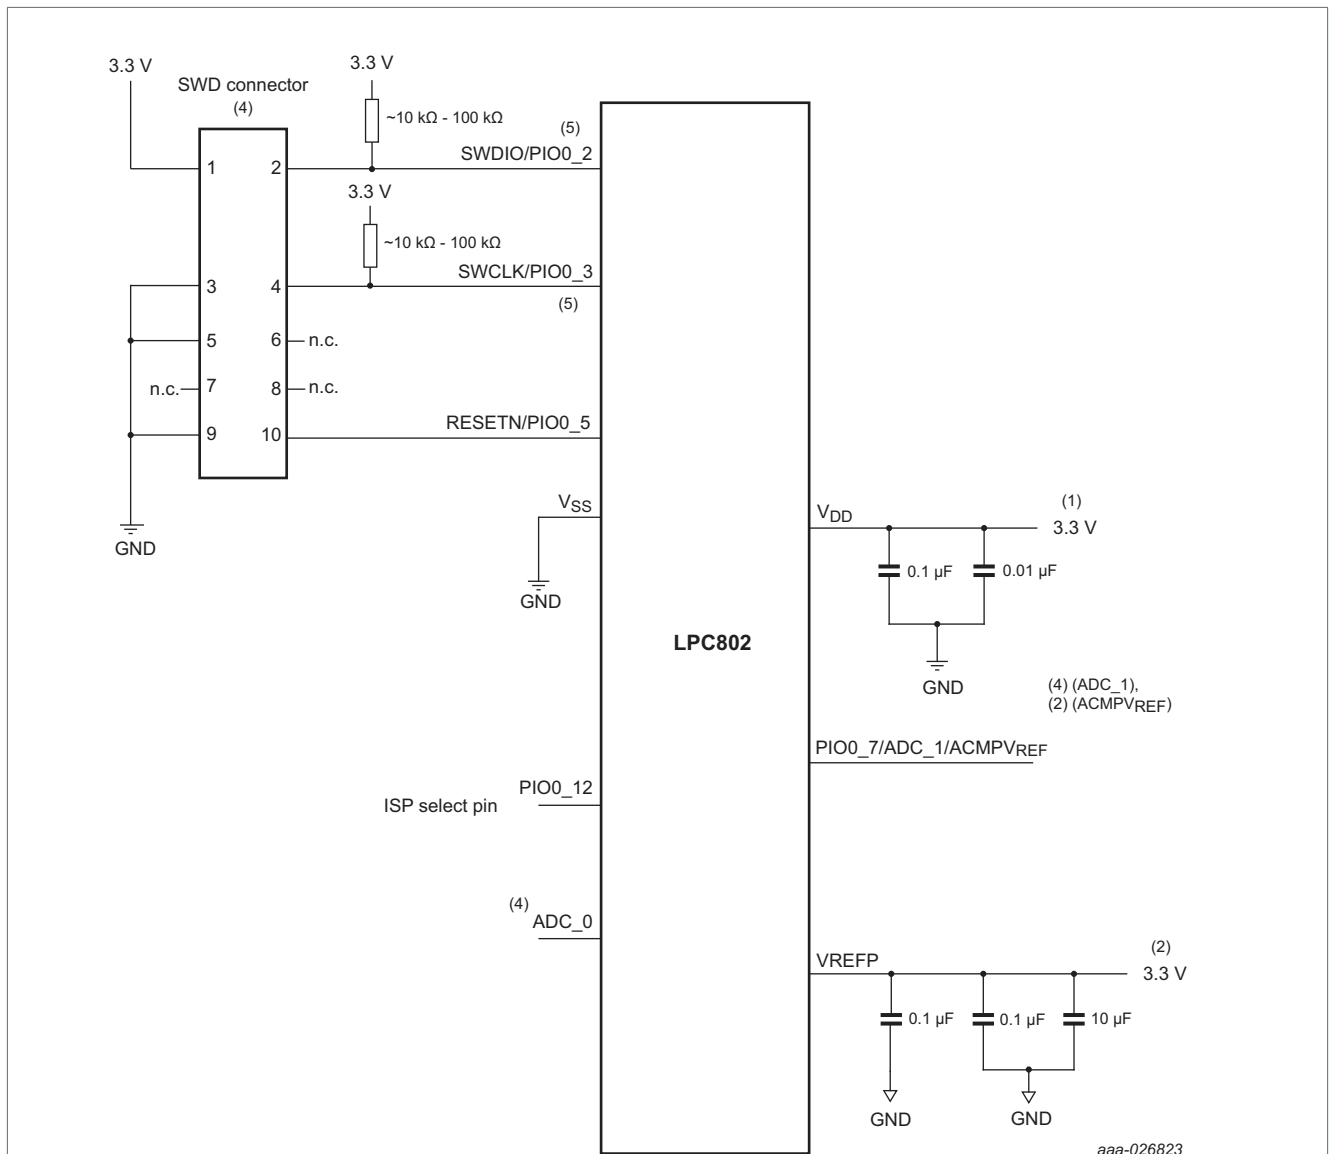 3.3 V
SWD connector
(4)
3.3 V
~10 kΩ - 100 kΩ
(5)
SWDIO/PIO0_2
1 2
3.3 V
~10 kΩ - 100 kΩ
SWCLK/PIO0_3
3 4
(5)
5 6 n.c.
n.c. 7 8 n.c.
RESETN/PIO0_5
9 10
GND
VSS
GND
LPC802
VDD
(1)
3.3 V
0.1 µF 0.01 µF
GND
(4) (ADC_1),
(2) (ACMPVREF)
PIO0_7/ADC_1/ACMPVREF
PIO0_12
ISP select pin
(4)
ADC_0
VREFP
(2)
3.3 V
0.1 µF 0.1 µF 10 µF
GND GND
aaa-026823